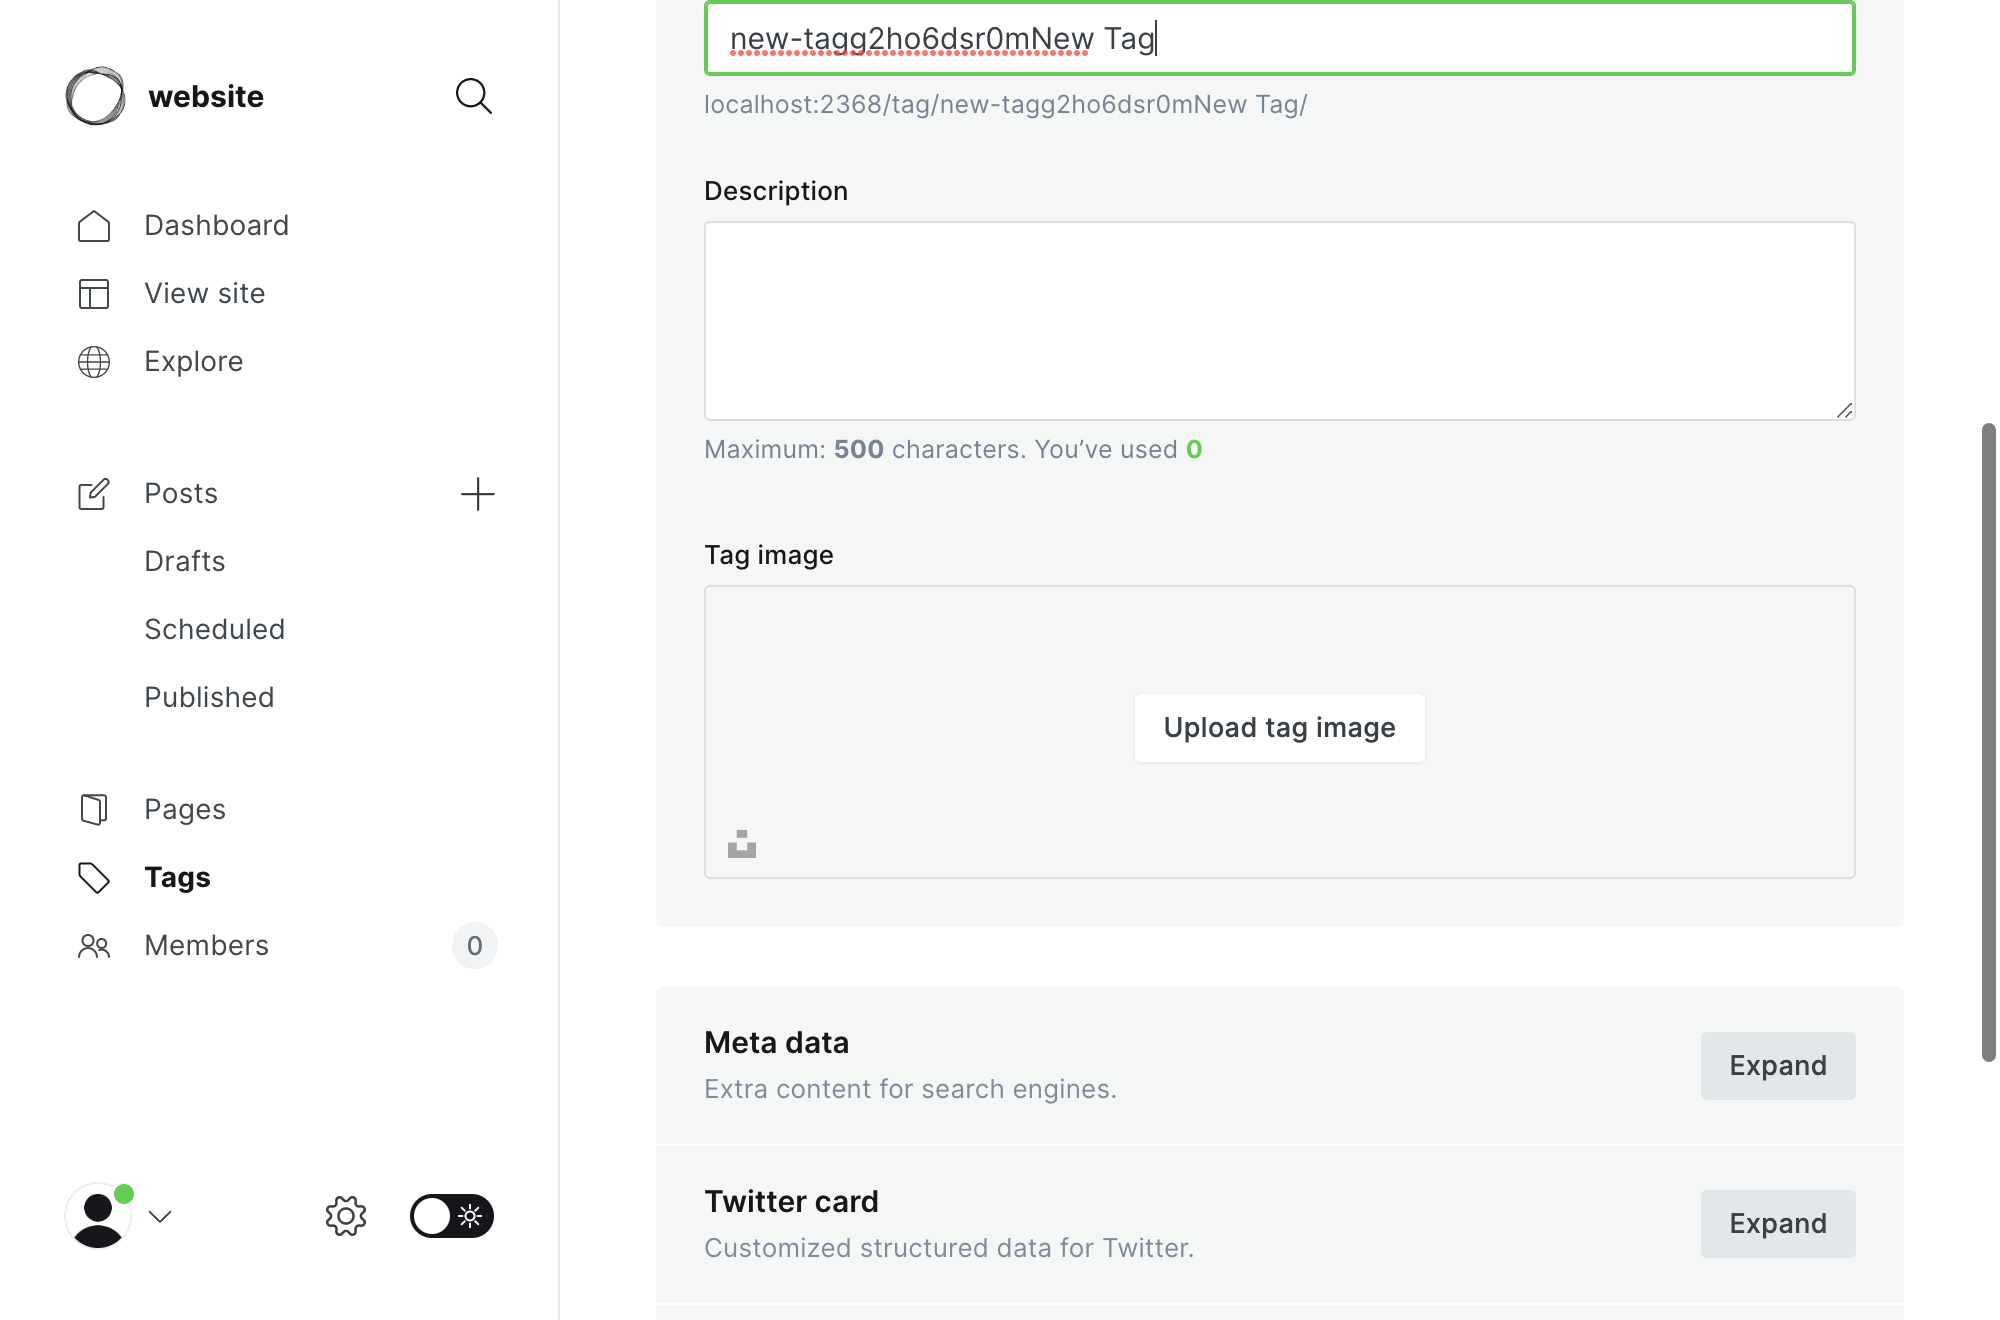 website
Dashboard
View site
Explore
Posts
Drafts
Scheduled
Published
Pages
Tags
Members
0
new-tagg2ho6dsr0mNew Tag
localhost:2368/tag/new-tagg2ho6dsr0mNew Tag/
Description
Maximum: 500 characters. You’ve used 0
Tag image
Upload tag image
Meta data
Extra content for search engines.
Expand
Twitter card
Customized structured data for Twitter.
Expand